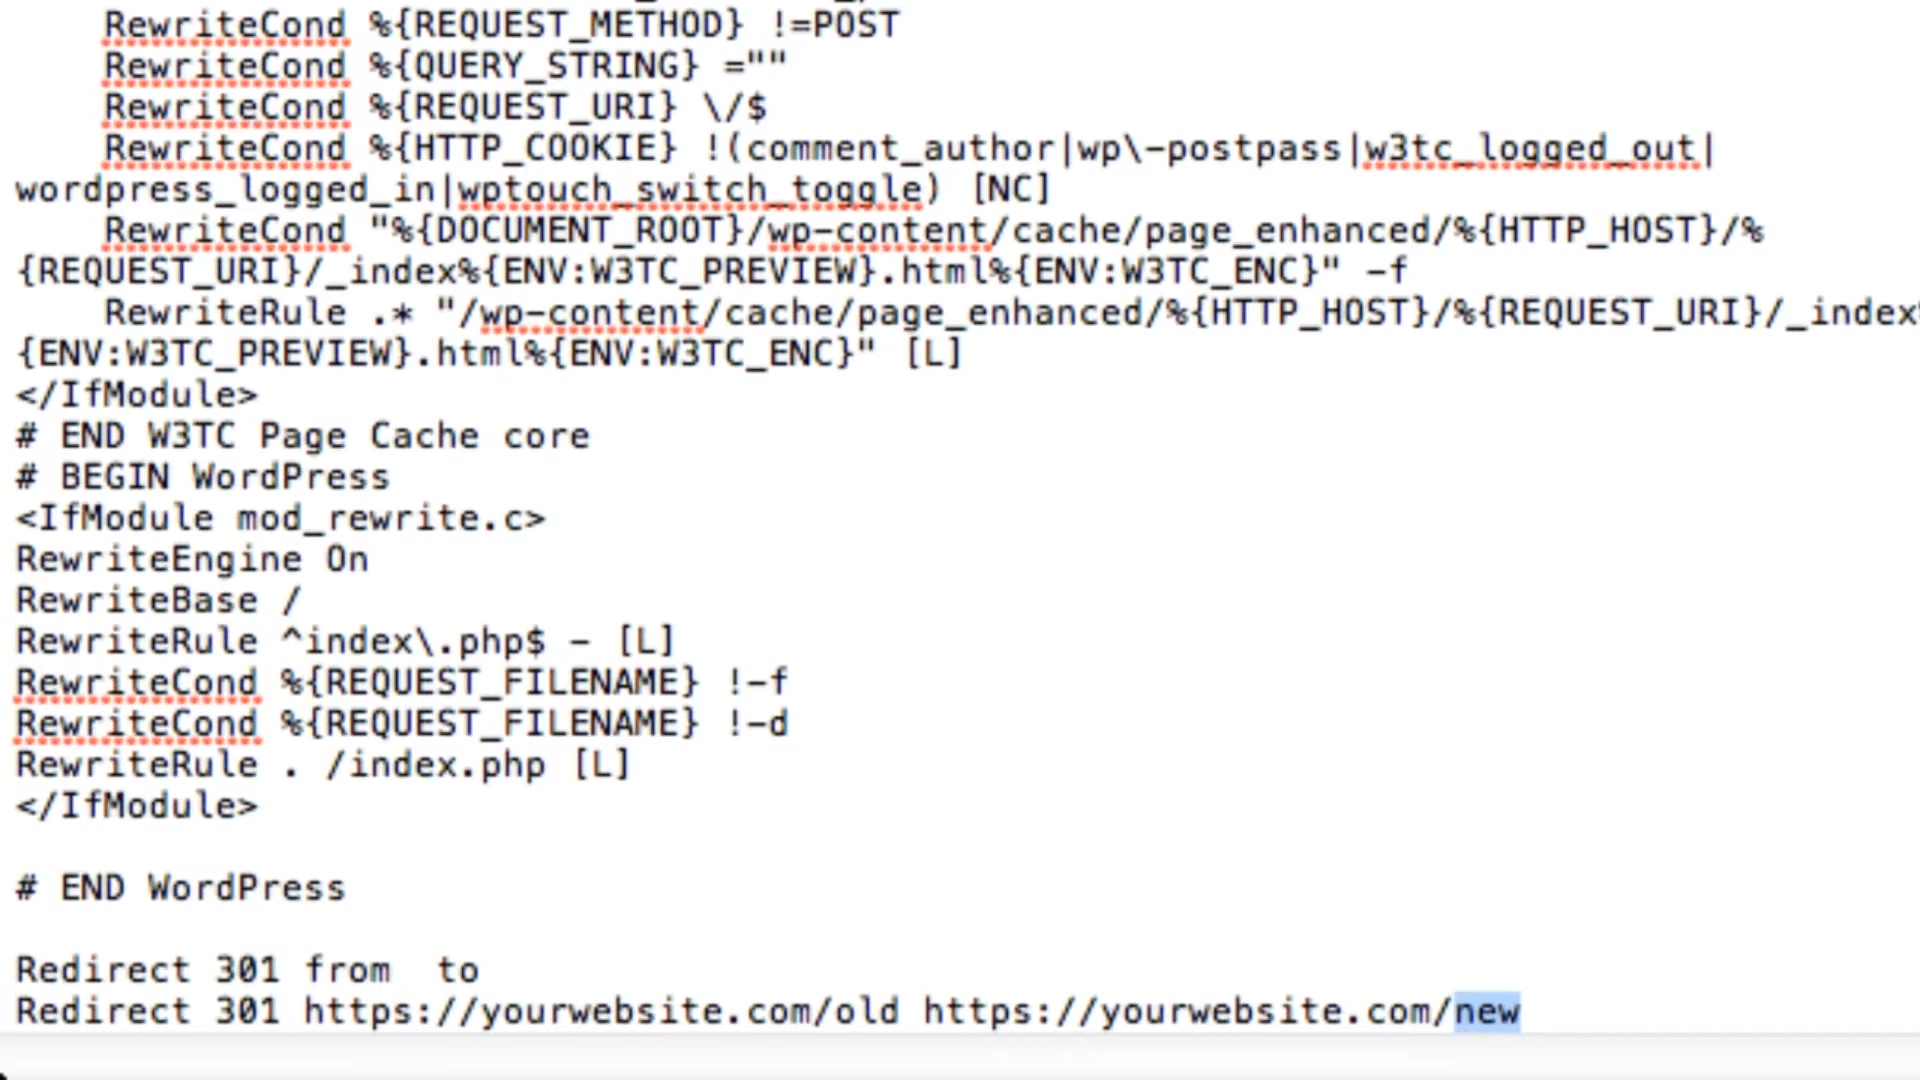 RewriteCond %{REQUEST_METHOD} !=POST
RewriteCond %{QUERY_STRING} =""
RewriteCond %{REQUEST_URI} \/$
RewriteCond %{HTTP_COOKIE} !(comment_author|wp\-postpass|w3tc_logged_out|
wordpress_logged_in|wptouch_switch_toggle) [NC]
RewriteCond "%{DOCUMENT_ROOT}/wp-content/cache/page_enhanced/%{HTTP_HOST}/%
{REQUEST_URI}/_index%{ENV:W3TC_PREVIEW}.html%{ENV:W3TC_ENC}" -f
RewriteRule .* "/wp-content/cache/page_enhanced/%{HTTP_HOST}/%{REQUEST_URI}/_index%
{ENV:W3TC_PREVIEW}.html%{ENV:W3TC_ENC}" [L]
</IfModule>
# END W3TC Page Cache core
# BEGIN WordPress
<IfModule mod_rewrite.c>
RewriteEngine On
RewriteBase /
RewriteRule ^index\.php$ - [L]
RewriteCond %{REQUEST_FILENAME} !-f
RewriteCond %{REQUEST_FILENAME} !-d
RewriteRule . /index.php [L]
</IfModule>
# END WordPress
Redirect 301 from  to
Redirect 301 https://yourwebsite.com/old https://yourwebsite.com/new